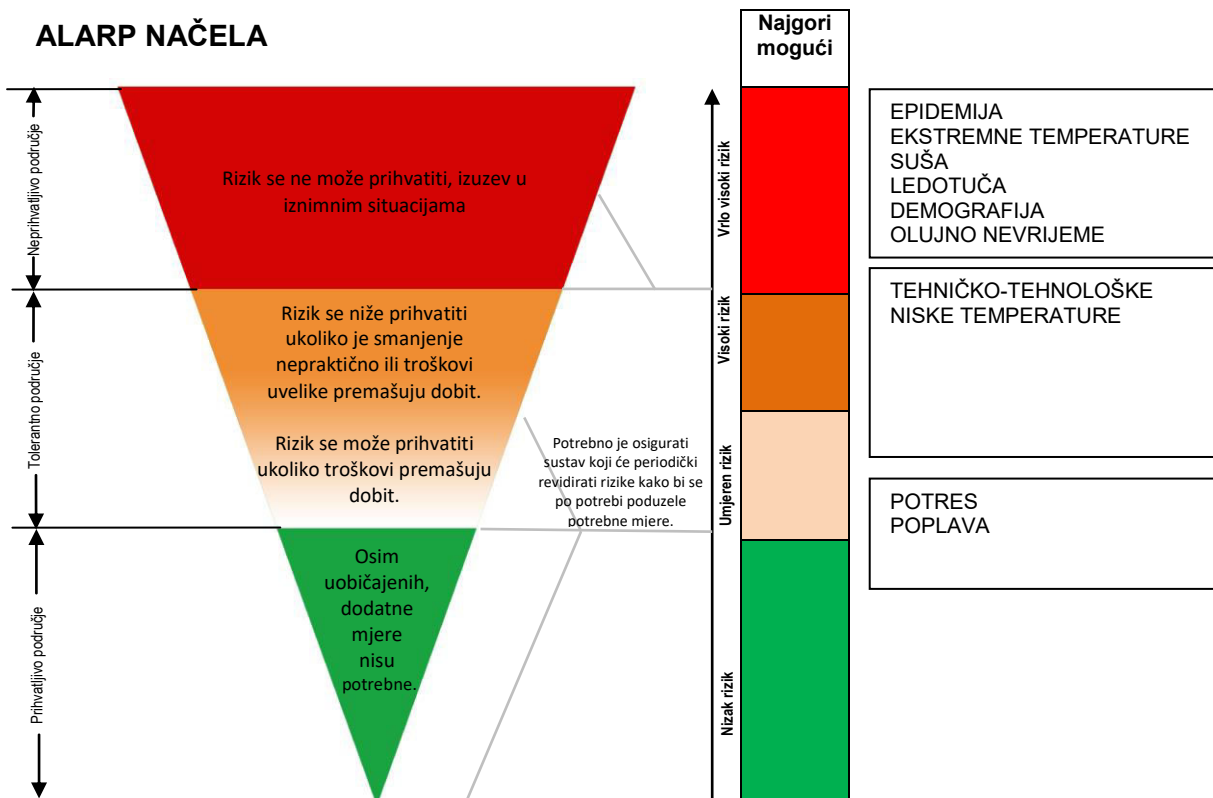 ALARP NAČELA
Najgori
mogući
Neprihvatljivo područje
Rizik se ne može prihvatiti, izuzev u
iznimnim situacijama
Tolerantno područje
Rizik se niže prihvatiti
ukoliko je smanjenje
nepraktično ili troškovi
uvelike premašuju dobit.
Rizik se može prihvatiti
ukoliko troškovi premašuju
dobit.
Prihvatljivo područje
Osim
uobičajenih,
dodatne
mjere
nisu
potrebne.
Potrebno je osigurati
sustav koji će periodički
revidirati rizike kako bi se
po potrebi poduzele
potrebne mjere.
Vrlo visoki rizik
Visoki rizik
Umjeren rizik
Nizak rizik
EPIDEMIJA
EKSTREMNE TEMPERATURE
SUŠA
LEDOTUČA
DEMOGRAFIJA
OLUJNO NEVRIJEME
TEHNIČKO-TEHNOLOŠKE
NISKE TEMPERATURE
POTRES
POPLAVA